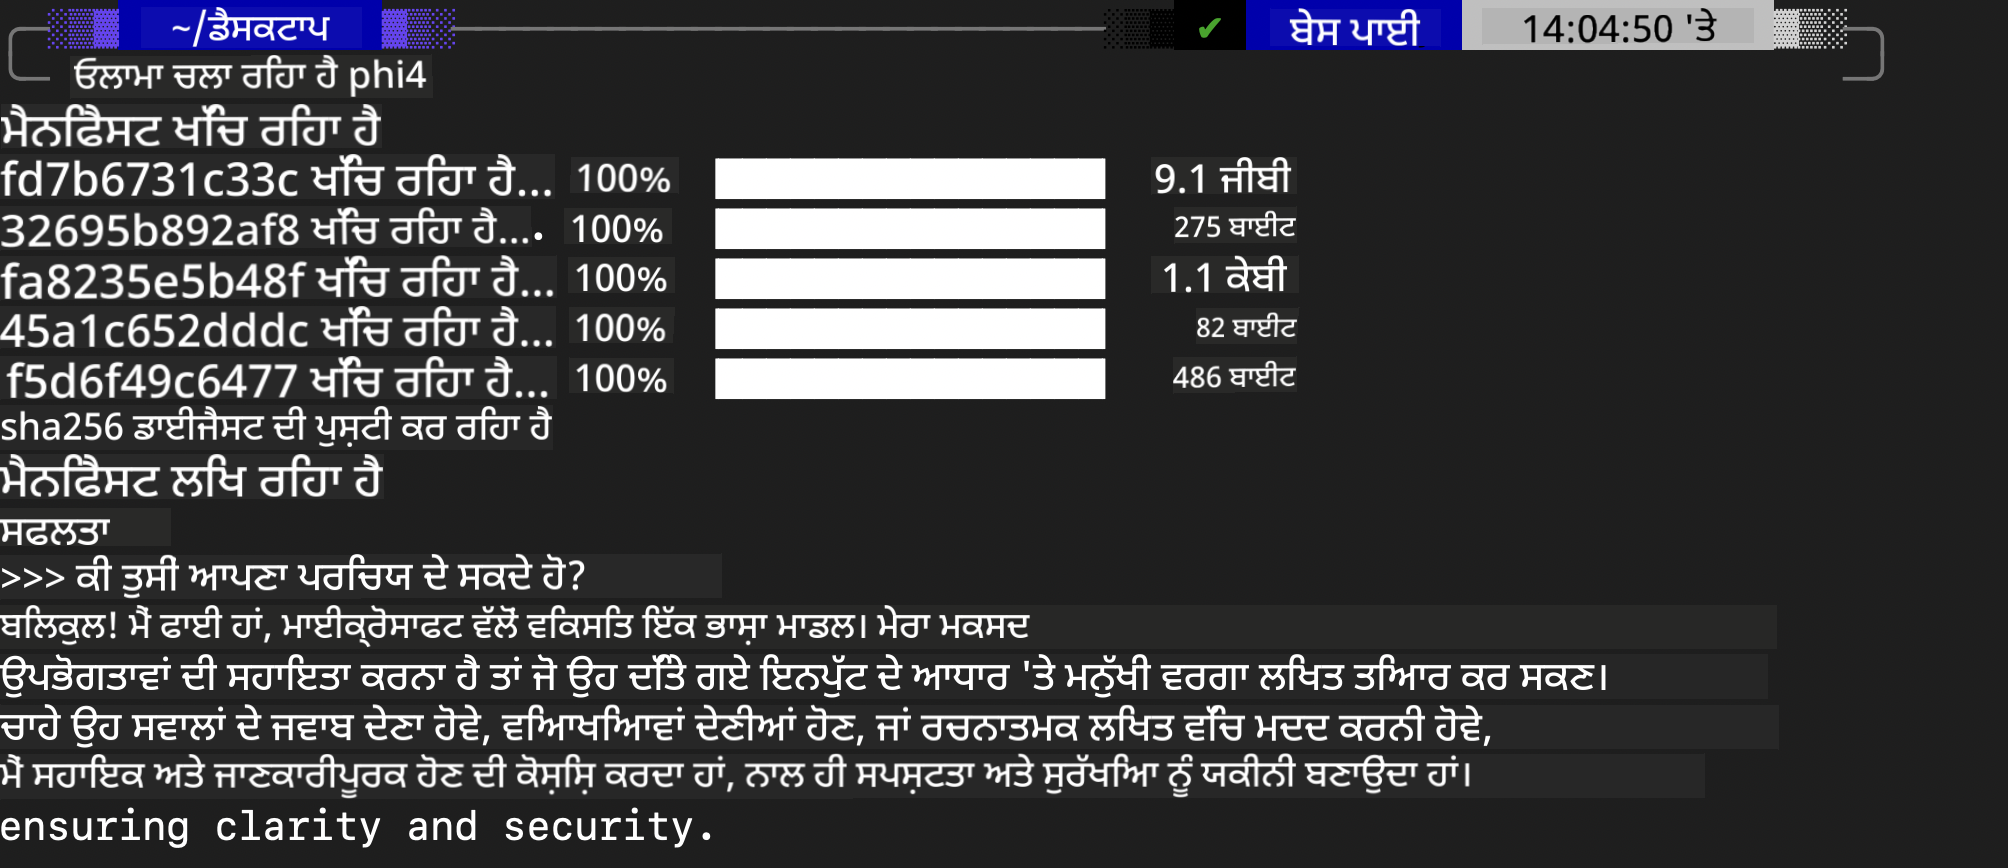 ~/ਡੈਸਕਟਾਪ ✔ ਬੇਸ ਪਾਈ 14:04:50 'ਤੇ
ਓਲਾਮਾ ਚਲਾ ਰਹਿਾ ਹੈ phi4
ਮੈਨਫਿੈਸਟ ਖੀਂਚ ਰਹਿਾ ਹੈ
fd7b6731c33c ਖੀਂਚ ਰਹਿਾ ਹੈ... 100% 9.1 ਜੀਬੀ
32695b892af8 ਖੀਂਚ ਰਹਿਾ ਹੈ.... 100% 275 ਬਾਈਟ
fa8235e5b48f ਖੀਂਚ ਰਹਿਾ ਹੈ... 100% 1.1 ਕੇਬੀ
45a1c652dddc ਖੀਂਚ ਰਹਿਾ ਹੈ... 100% 82 ਬਾਈਟ
f5d6f49c6477 ਖੀਂਚ ਰਹਿਾ ਹੈ... 100% 486 ਬਾਈਟ
sha256 ਡਾਈਜੈਸਟ ਦੀ ਪੁਸ਼ਟੀ ਕਰ ਰਹਿਾ ਹੈ
ਮੈਨਫਿੈਸਟ ਲਖਿ ਰਹਿਾ ਹੈ
ਸਫਲਤਾ
>>> ਕੀ ਤੁਸੀ ਆਪਣਾ ਪਰਚਿਯ ਦੇ ਸਕਦੇ ਹੋ?
ਬਲਿਕੁਲ! ਮੈਂ ਫਾਈ ਹਾਂ, ਮਾਈਕ੍ਰੋਸਾਫਟ ਵੱਲੋਂ ਵਕਿਸਤਿ ਇੱਕ ਭਾਸ਼ਾ ਮਾਡਲ। ਮੇਰਾ ਮਕਸਦ
ਉਪਭੋਗਤਾਵਾਂ ਦੀ ਸਹਾਇਤਾ ਕਰਨਾ ਹੈ ਤਾਂ ਜੋ ਉਹ ਦੱਤਿੇ ਗਏ ਇਨਪੁੱਟ ਦੇ ਆਧਾਰ 'ਤੇ ਮਨੁੱਖੀ ਵਰਗਾ ਲਖਿਤ ਤਆਿਰ ਕਰ ਸਕਣ।
ਚਾਹੇ ਉਹ ਸਵਾਲਾਂ ਦੇ ਜਵਾਬ ਦੇਣਾ ਹੋਵੇ, ਵਆਿਖਆਿਵਾਂ ਦੇਣੀਆਂ ਹੋਣ, ਜਾਂ ਰਚਨਾਤਮਕ ਲਖਿਤ ਵੱਚਿ ਮਦਦ ਕਰਨੀ ਹੋਵੇ,
ਮੈਂ ਸਹਾਇਕ ਅਤੇ ਜਾਣਕਾਰੀਪੂਰਕ ਹੋਣ ਦੀ ਕੋਸ਼ਸ਼ਿ ਕਰਦਾ ਹਾਂ, ਨਾਲ ਹੀ ਸਪਸ਼ਟਤਾ ਅਤੇ ਸੁਰੱਖਆਿ ਨੂੰ ਯਕੀਨੀ ਬਣਾਉਂਦਾ ਹਾਂ।
ensuring clarity and security.